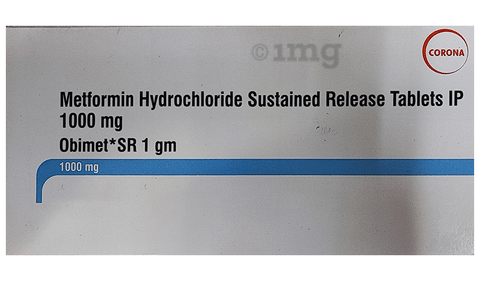 ©1mg
CORONA
Metformin Hydrochloride Sustained Release Tablets IP
1000 mg
Obimet*SR 1 gm
1000 mg